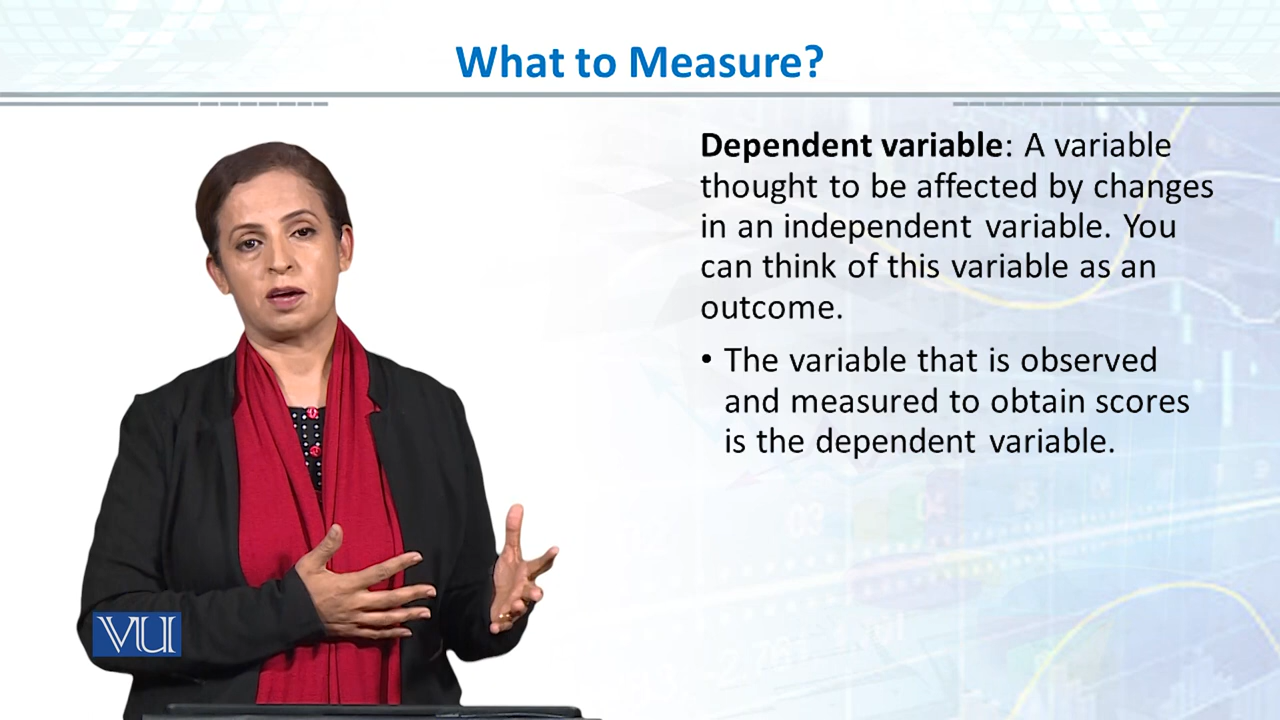 What to Measure?
Dependent variable: A variable
thought to be affected by changes
in an independent variable. You
can think of this variable as an
outcome.
• The variable that is observed
and measured to obtain scores
is the dependent variable.
VU
03